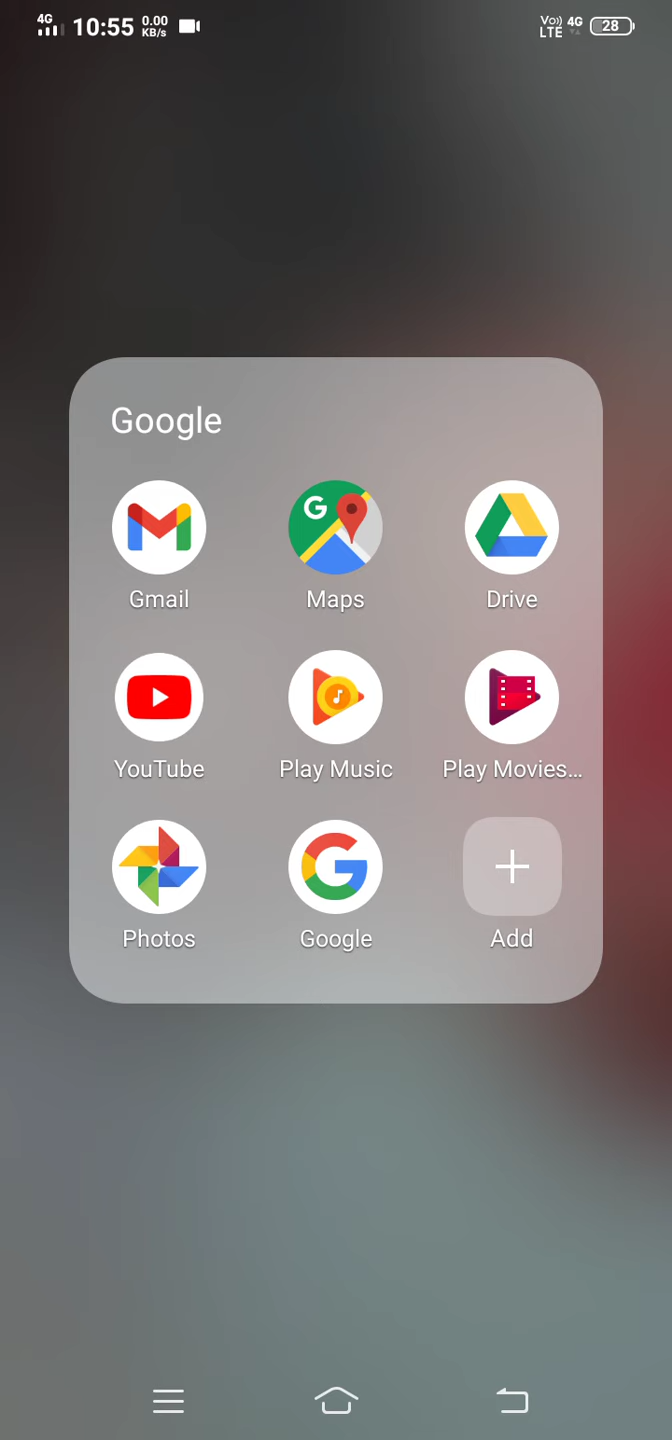 4G 10:55 0.00 KB/s Vo)) LTE 4G 28
Google
Gmail Maps Drive
YouTube Play Music Play Movies...
Photos Google Add